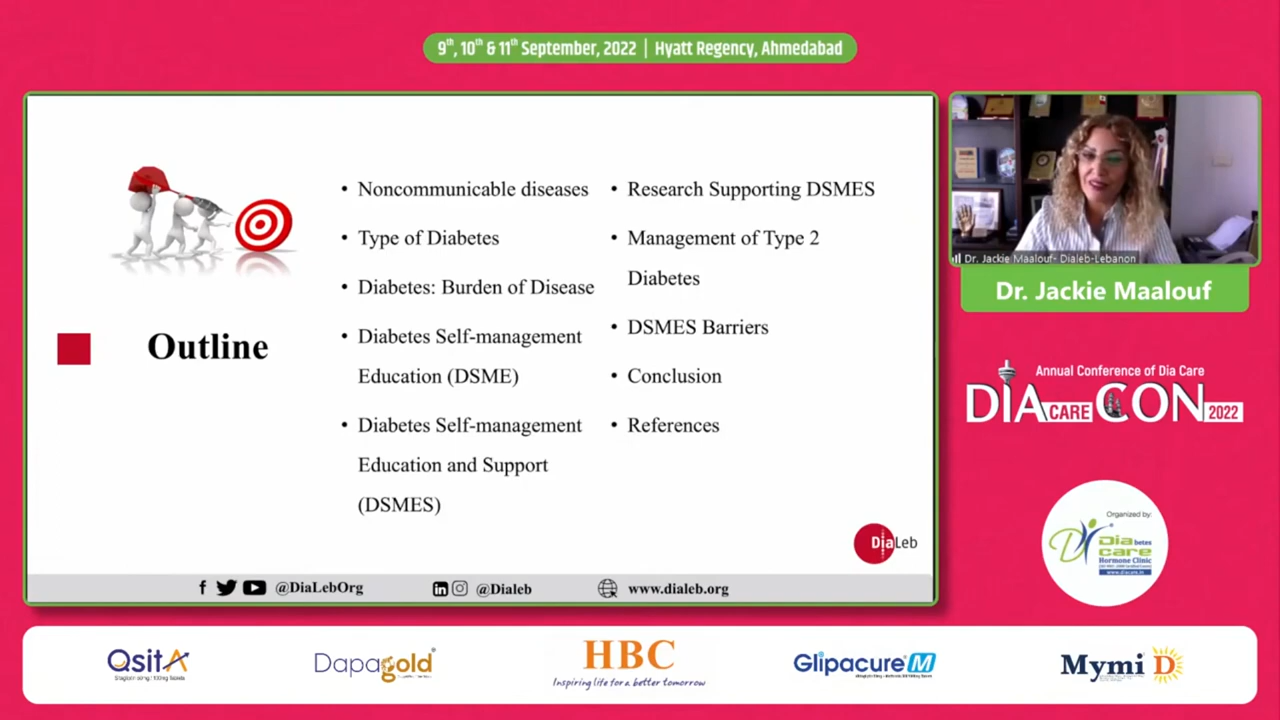 9th, 10th & 11th September, 2022 | Hyatt Regency, Ahmedabad
Outline
• Noncommunicable diseases
• Type of Diabetes
• Diabetes: Burden of Disease
• Diabetes Self-management
Education (DSME)
• Diabetes Self-management
Education and Support
(DSMES)
• Research Supporting DSMES
• Management of Type 2
Diabetes
• DSMES Barriers
• Conclusion
• References
DiaLeb
@DiaLebOrg
@Dialeb
www.dialeb.org
Dr. Jackie Maalouf- Dialeb-Lebanon
Dr. Jackie Maalouf
Annual Conference of Dia Care
DIA CARE CON 2022
Organized by:
Diabetes
care
Hormone Clinic
www.diacare.in
Qsita
Dapagold
HBC
Inspiring life for a better tomorrow
Glipacure M
Mymi D